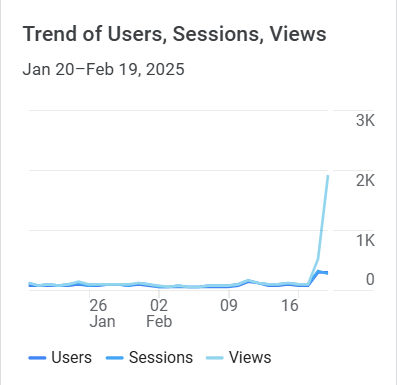 Trend of Users, Sessions, Views
Jan 20–Feb 19, 2025
3K
2K
1K
0
26 02 09 16
Jan Feb
Users Sessions Views